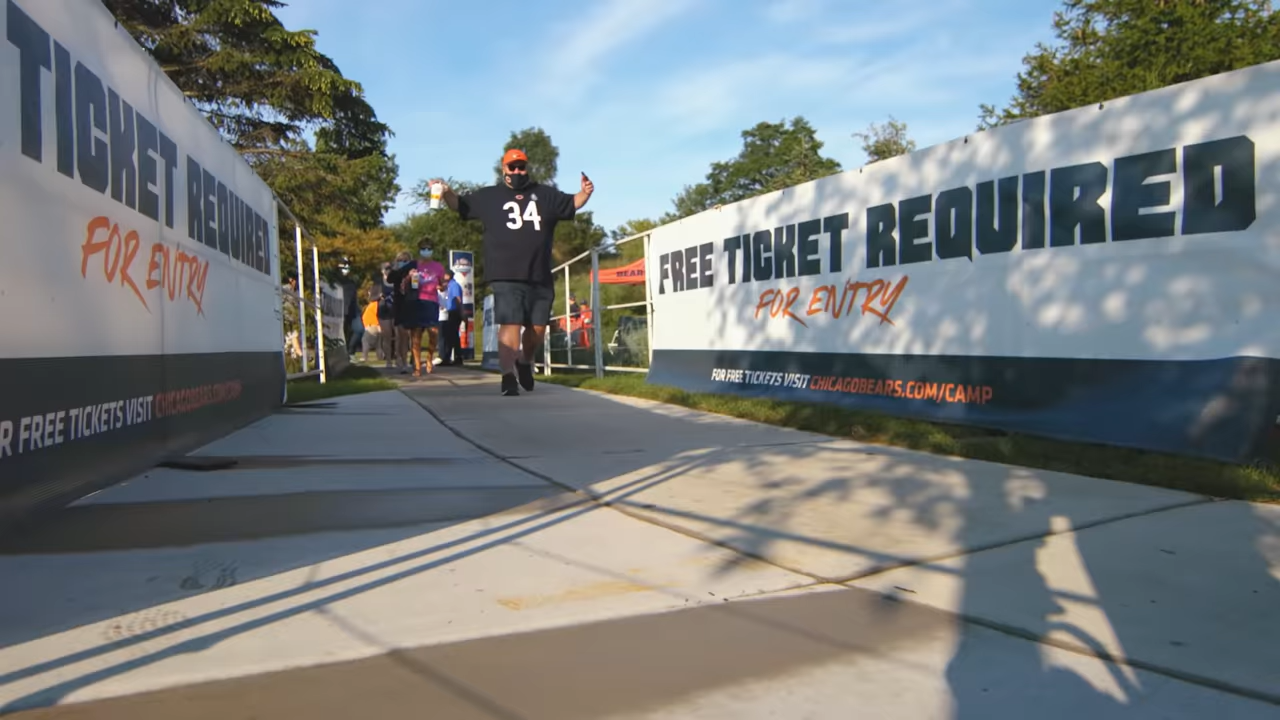 TICKET REQUIRED
FOR ENTRY
R FREE TICKETS VISIT CHICAGOBEARS.COM/CAMP
34
BEARS
FREE TICKET REQUIRED
FOR ENTRY
FOR FREE TICKETS VISIT CHICAGOBEARS.COM/CAMP